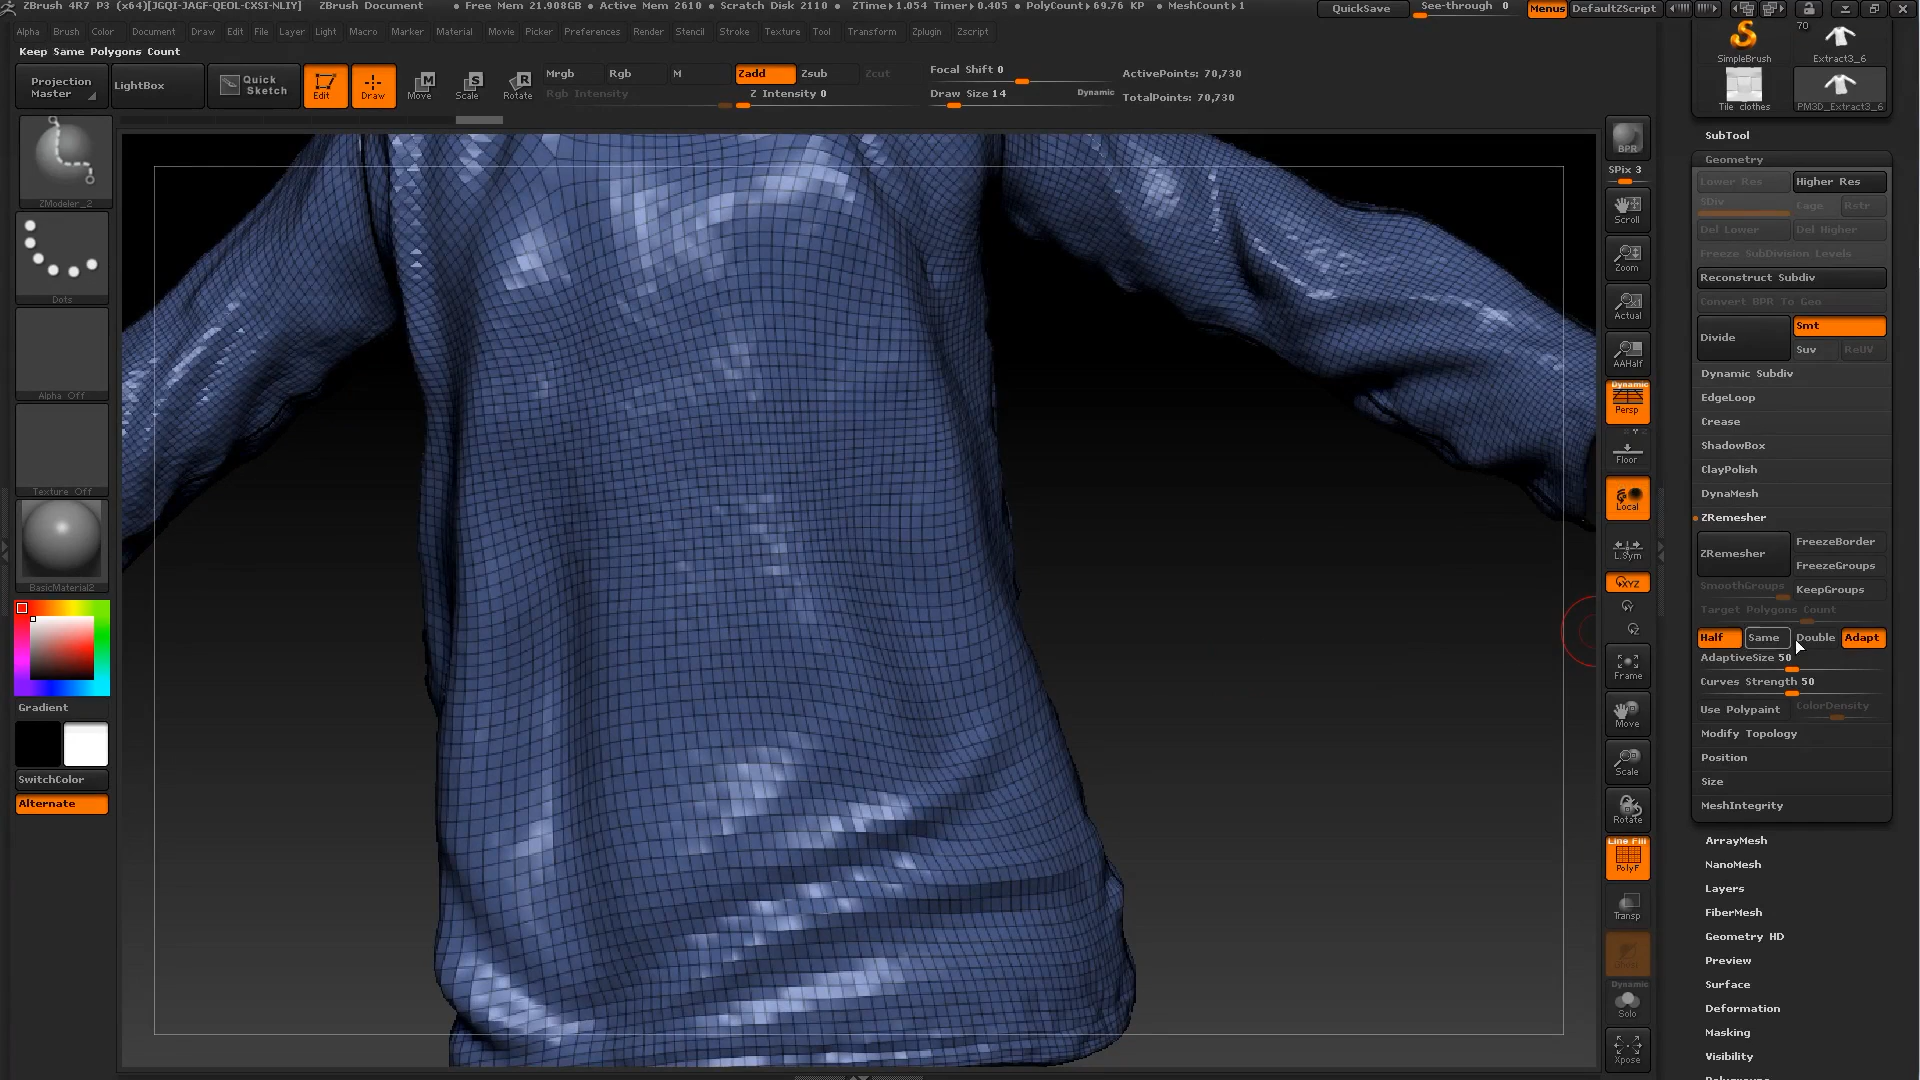 ZBrush 4R7 P3 (x64)[JGQI-JAGF-QEOL-CXSI-NLIY] ZBrush Document • Free Mem 21.908GB • Active Mem 2610 • Scratch Disk 2110 • ZTime▸1.054 Timer▸0.405 • PolyCount▸69.76 KP • MeshCount▸1 QuickSave See-through 0 Menus DefaultZScript
Alpha Brush Color Document Draw Edit File Layer Light Macro Marker Material Movie Picker Preferences Render Stencil Stroke Texture Tool Transform Zplugin Zscript
Keep Same Polygons Count
Projection Master
LightBox
Quick Sketch
Edit
Draw
Move
Scale
Rotate
Mrgb Rgb M Zadd Zsub Zcut
Rgb Intensity Z Intensity 0
Focal Shift 0
Draw Size 14 Dynamic
ActivePoints: 70,730
TotalPoints: 70,730
ZModeler_2
Dots
Alpha Off
Texture Off
BasicMaterial2
Gradient
SwitchColor
Alternate
BPR
SPix 3
Scroll
Zoom
Actual
AAHalf
Dynamic
Persp
Floor
Local
L.Sym
XYZ
Frame
Move
Scale
Rotate
Line Fill
PolyF
Transp
Ghost
Dynamic
Solo
Xpose
70
SimpleBrush Extract3_6
Tile clothes PM3D_Extract3_6
SubTool
Geometry
Lower Res Higher Res
SDiv Cage Rstr
Del Lower Del Higher
Freeze SubDivision Levels
Reconstruct Subdiv
Convert BPR To Geo
Divide Smt
Suv ReUV
Dynamic Subdiv
EdgeLoop
Crease
ShadowBox
ClayPolish
DynaMesh
ZRemesher
ZRemesher FreezeBorder
FreezeGroups
SmoothGroups KeepGroups
Target Polygons Count
Half Same Double Adapt
AdaptiveSize 50
Curves Strength 50
Use Polypaint ColorDensity
Modify Topology
Position
Size
MeshIntegrity
ArrayMesh
NanoMesh
Layers
FiberMesh
Geometry HD
Preview
Surface
Deformation
Masking
Visibility